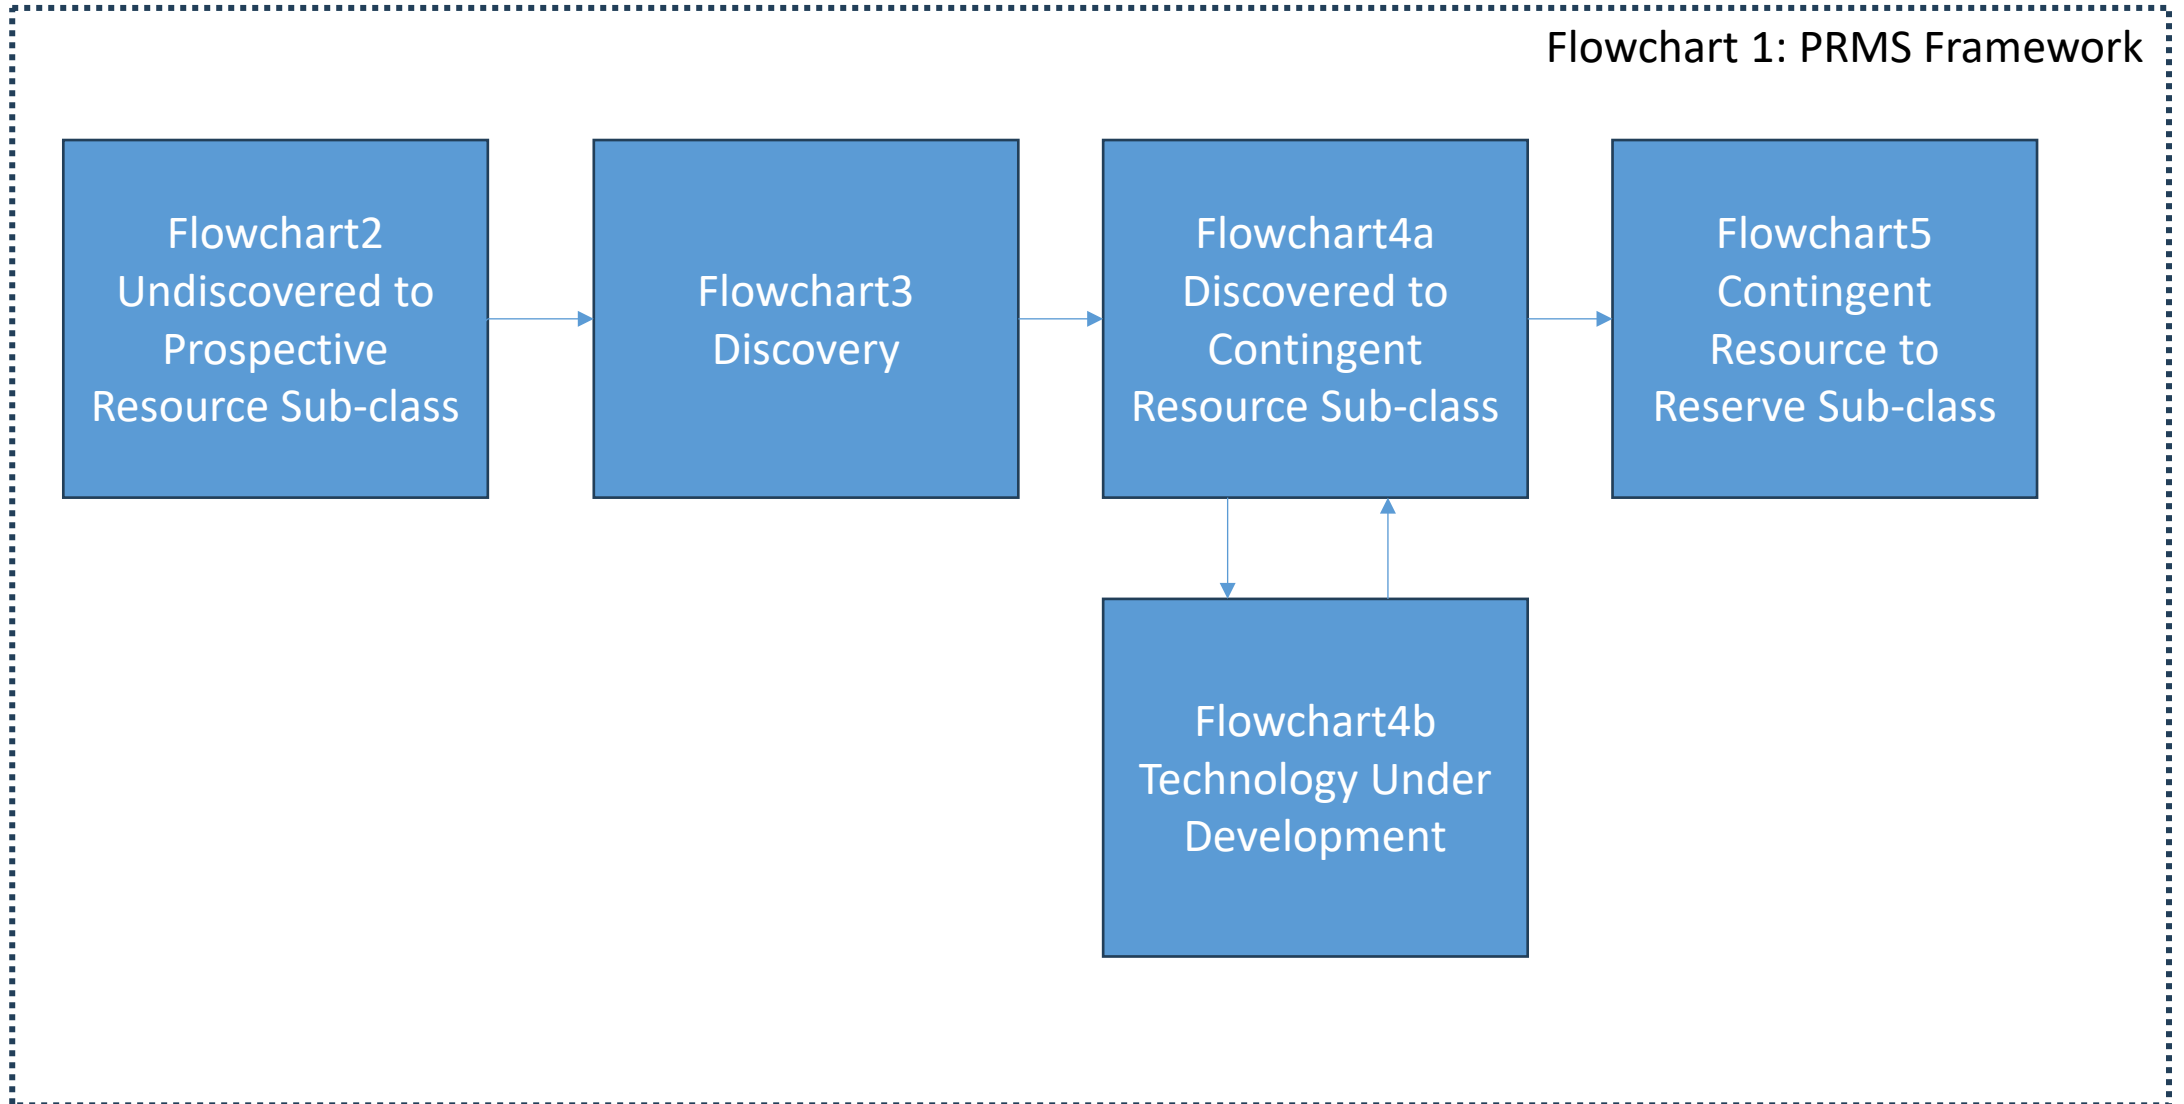 Flowchart 1: PRMS Framework
Flowchart2
Undiscovered to
Prospective
Resource Sub-class
Flowchart3
Discovery
Flowchart4a
Discovered to
Contingent
Resource Sub-class
Flowchart5
Contingent
Resource to
Reserve Sub-class
Flowchart4b
Technology Under
Development